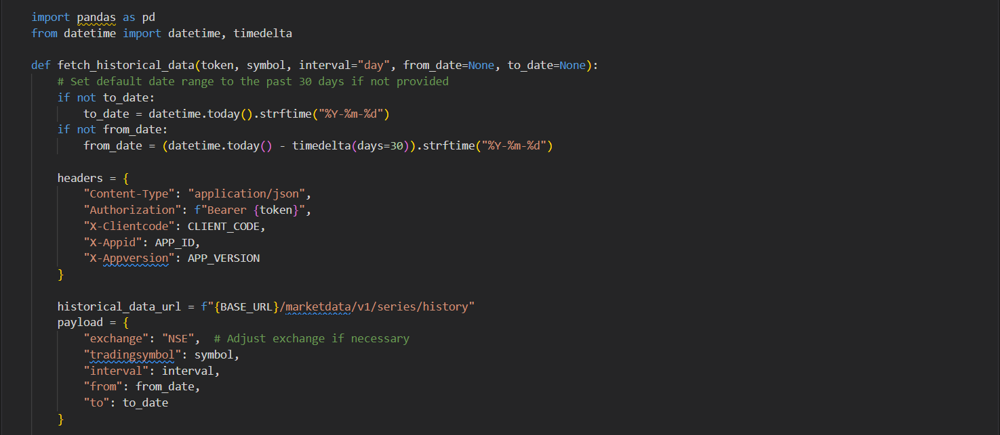 import pandas as pd
from datetime import datetime, timedelta
def fetch_historical_data(token, symbol, interval="day", from_date=None, to_date=None):
# Set default date range to the past 30 days if not provided
if not to_date:
to_date = datetime.today().strftime("%Y-%m-%d")
if not from_date:
from_date = (datetime.today() - timedelta(days=30)).strftime("%Y-%m-%d")
headers = {
"Content-Type": "application/json",
"Authorization": f"Bearer {token}",
"X-Clientcode": CLIENT_CODE,
"X-Appid": APP_ID,
"X-Appversion": APP_VERSION
}
historical_data_url = f"{BASE_URL}/marketdata/v1/series/history"
payload = {
"exchange": "NSE",  # Adjust exchange if necessary
"tradingsymbol": symbol,
"interval": interval,
"from": from_date,
"to": to_date
}